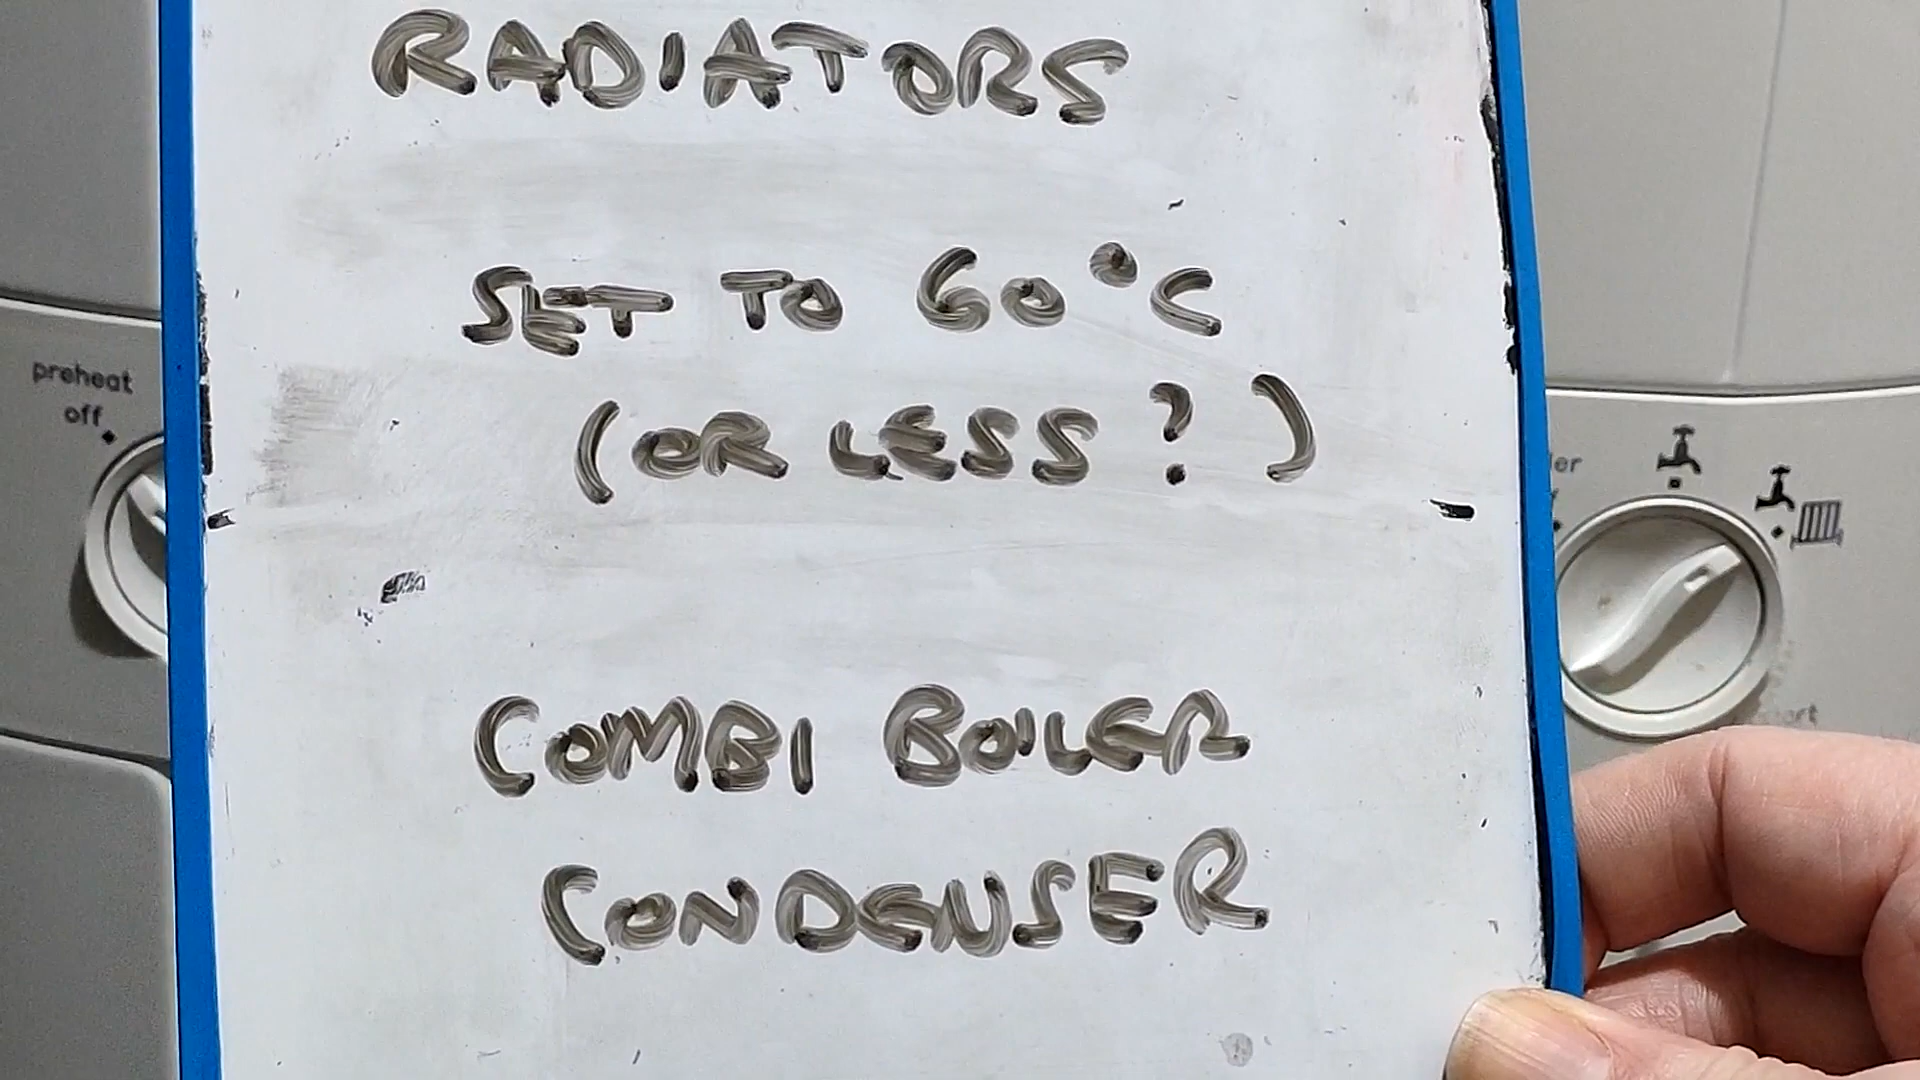 RADIATORS
SET TO 60°C
(OR LESS?)
preheat
off
COMBI BOILER
CONDENSER